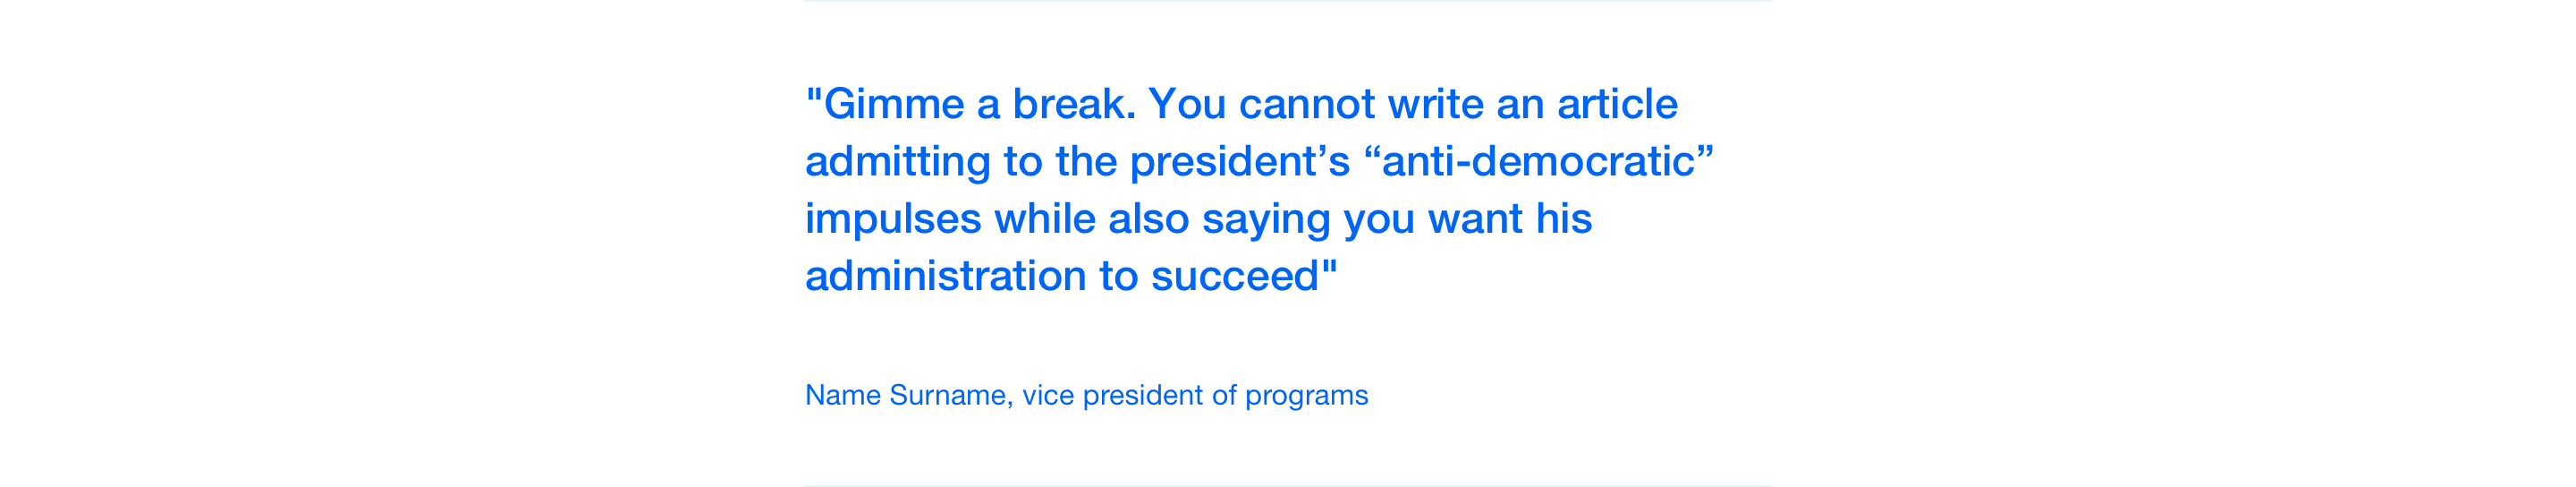 "Gimme a break. You cannot write an article
admitting to the president’s “anti-democratic”
impulses while also saying you want his
administration to succeed"
Name Surname, vice president of programs